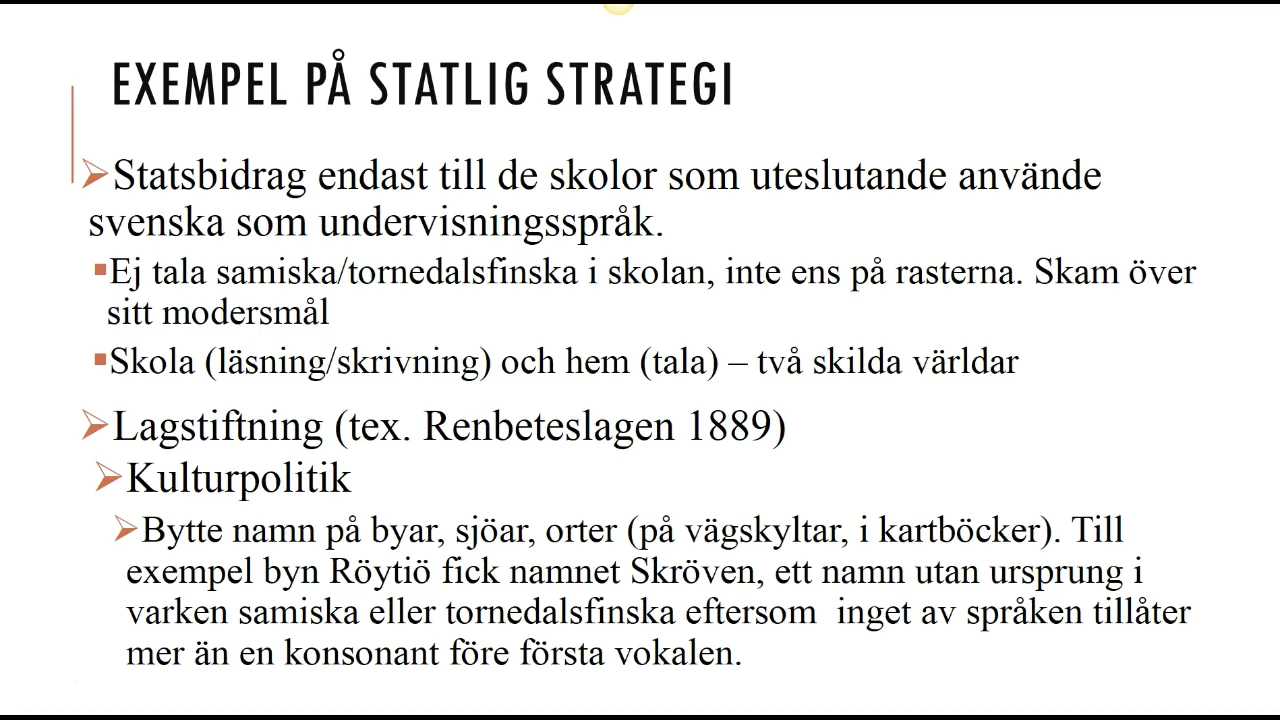 EXEMPEL PÅ STATLIG STRATEGI
Statsbidrag endast till de skolor som uteslutande använde
svenska som undervisningsspråk.
Ej tala samiska/tornedalsfinska i skolan, inte ens på rasterna. Skam över
sitt modersmål
Skola (läsning/skrivning) och hem (tala) – två skilda världar
Lagstiftning (tex. Renbeteslagen 1889)
Kulturpolitik
Bytte namn på byar, sjöar, orter (på vägskyltar, i kartböcker). Till
exempel byn Röytiö fick namnet Skröven, ett namn utan ursprung i
varken samiska eller tornedalsfinska eftersom  inget av språken tillåter
mer än en konsonant före första vokalen.